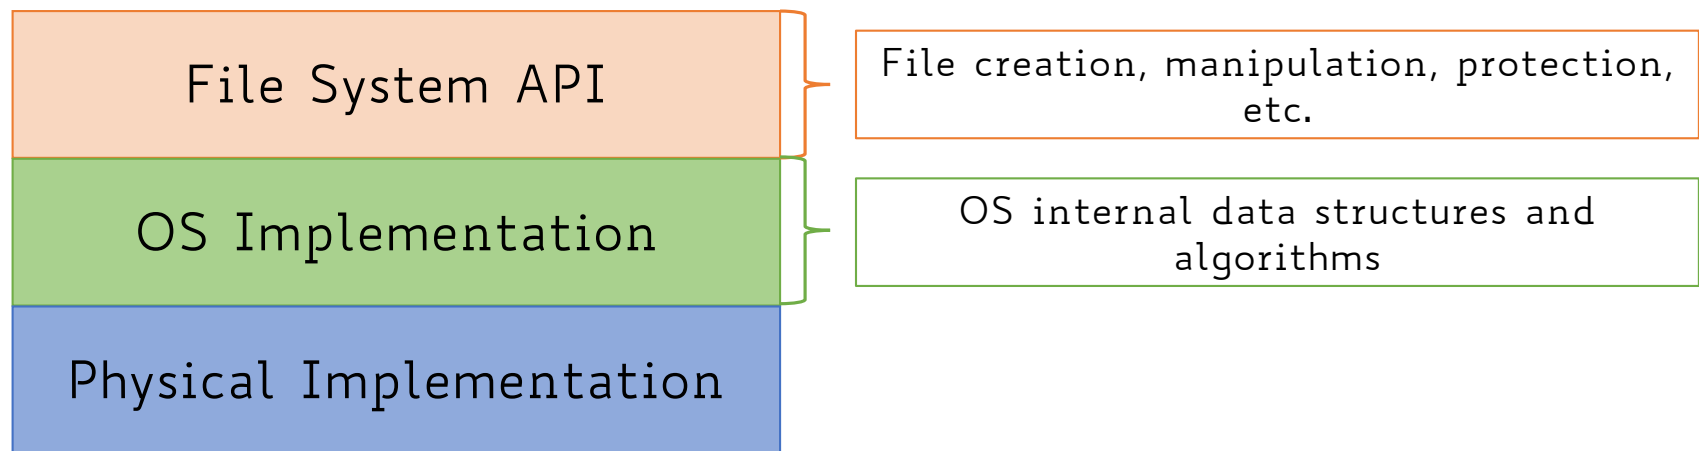 File System API
File creation, manipulation, protection,
etc.
OS Implementation
OS internal data structures and
algorithms
Physical Implementation